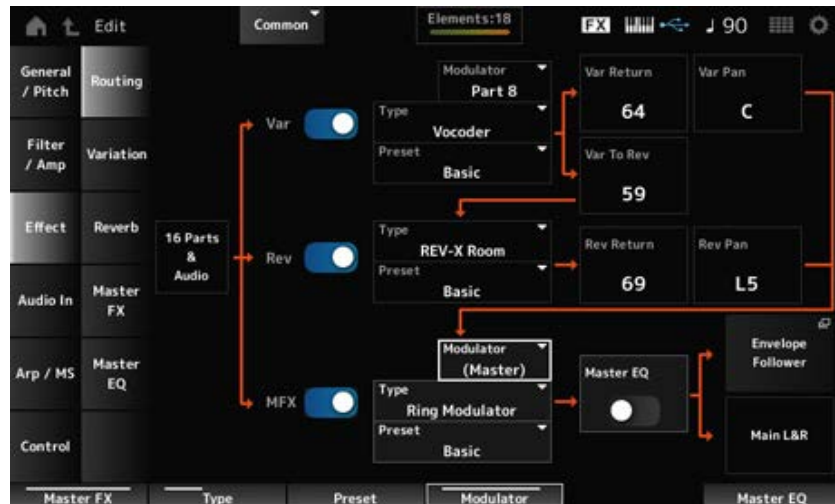 Edit
Common
Elements:18
FX
90
General
/ Pitch
Filter
/ Amp
Effect
Audio In
Arp / MS
Control
Routing
Variation
Reverb
Master
FX
Master
EQ
16 Parts
&
Audio
Var
Modulator
Part 8
Type
Vocoder
Preset
Basic
Var Return
64
Var Pan
C
Var To Rev
59
Rev
Type
REV-X Room
Preset
Basic
Rev Return
69
Rev Pan
L5
MFX
Modulator
(Master)
Type
Ring Modulator
Preset
Basic
Master EQ
Envelope
Follower
Main L&R
Master FX
Type
Preset
Modulator
Master EQ